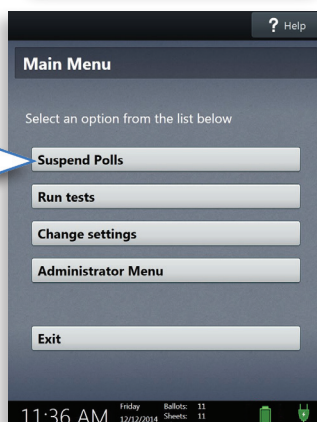 ? Help
Main Menu
Select an option from the list below
Suspend Polls
Run tests
Change settings
Administrator Menu
Exit
11:36 AM Friday Ballots: 11
12/12/2014 Sheets: 11